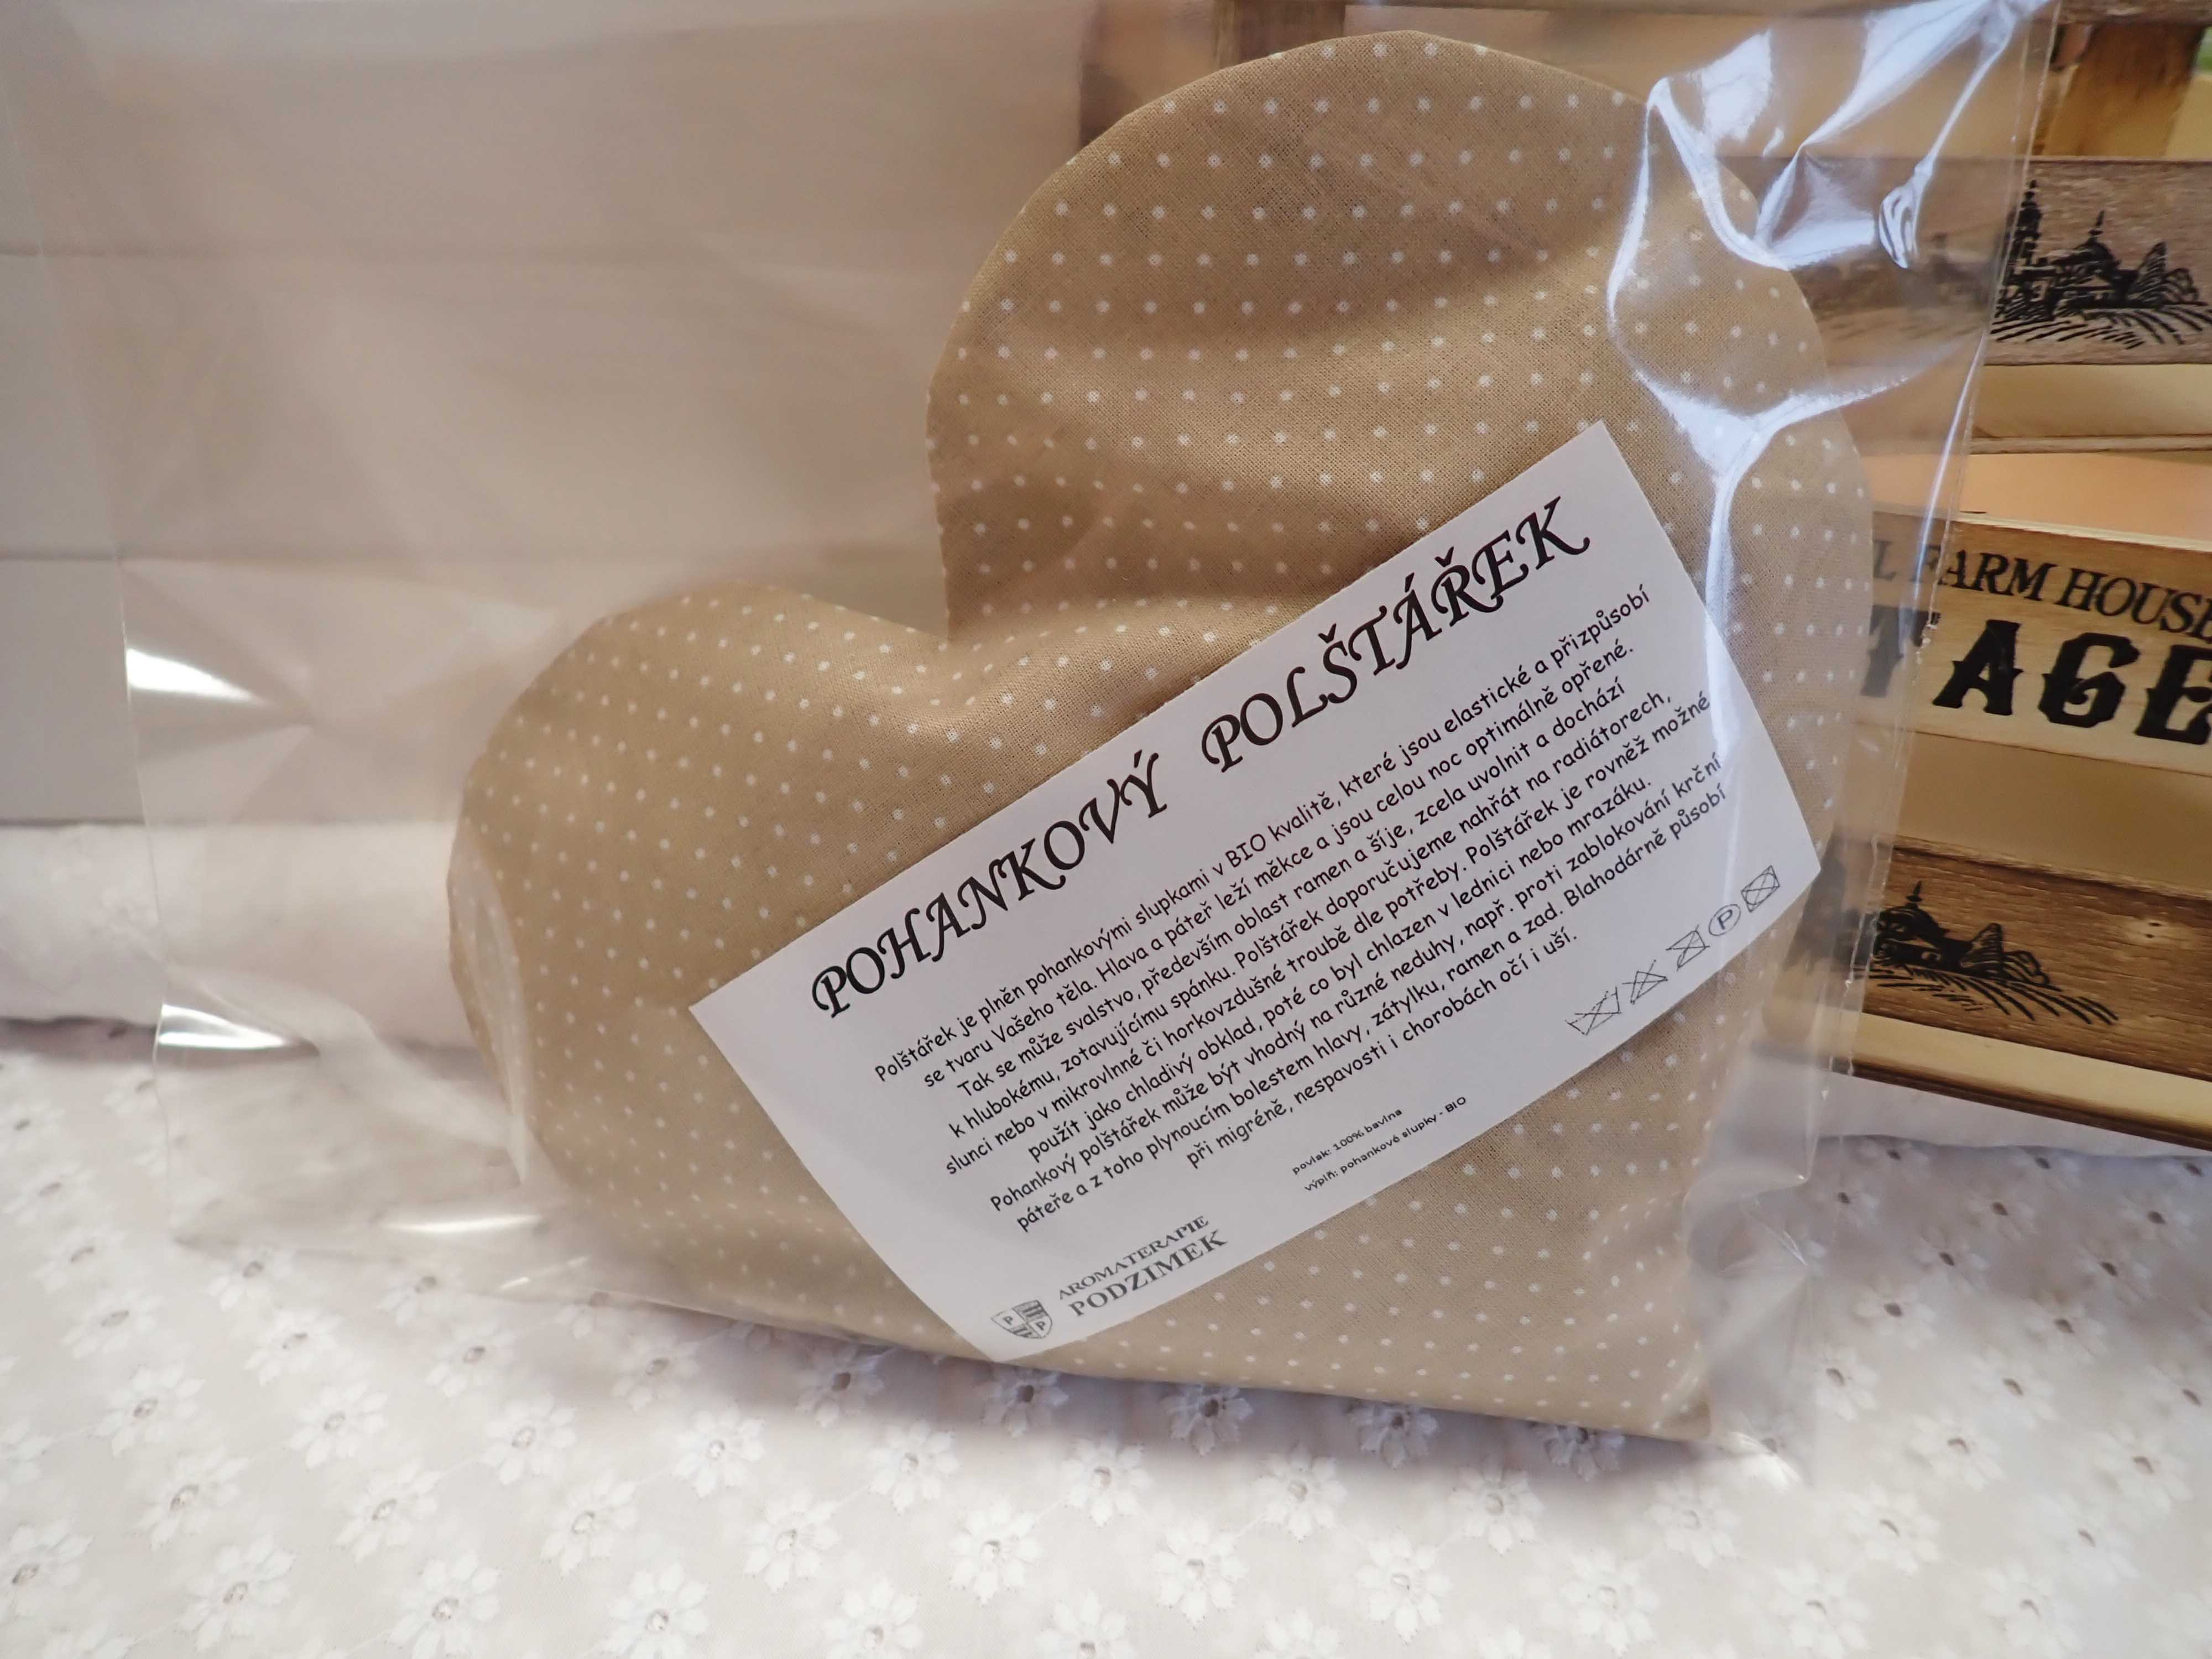 POHANKOVÝ POLŠTÁŘEK
Polštářek je plněn pohankovými slupkami v BIO kvalitě, které jsou elastické a přizpůsobí
se tvaru Vašeho těla. Hlava a páteř leží měkce a jsou celou noc optimálně opřené.
Tak se může svalstvo, především oblast ramen a šíje, zcela uvolnit a dochází
k hlubokému, zotavujícímu spánku. Polštářek doporučujeme nahřát na radiátorech,
slunci nebo v mikrovlnné či horkovzdušné troubě dle potřeby. Polštářek je rovněž možné
použít jako chladivý obklad, poté co byl chlazen v lednici nebo mrazáku.
Pohankový polštářek může být vhodný na různé neduhy, např. proti zablokování krční
páteře a z toho plynoucím bolestem hlavy, zátylku, ramen a zad. Blahodárně působí
při migréně, nespavosti i chorobách očí i uší.
P
povlak: 100% bavlna
výplň: pohankové slupky - BIO
P P
AROMATERAPIE
PODZIMEK
FARM HOUSE
TAGE